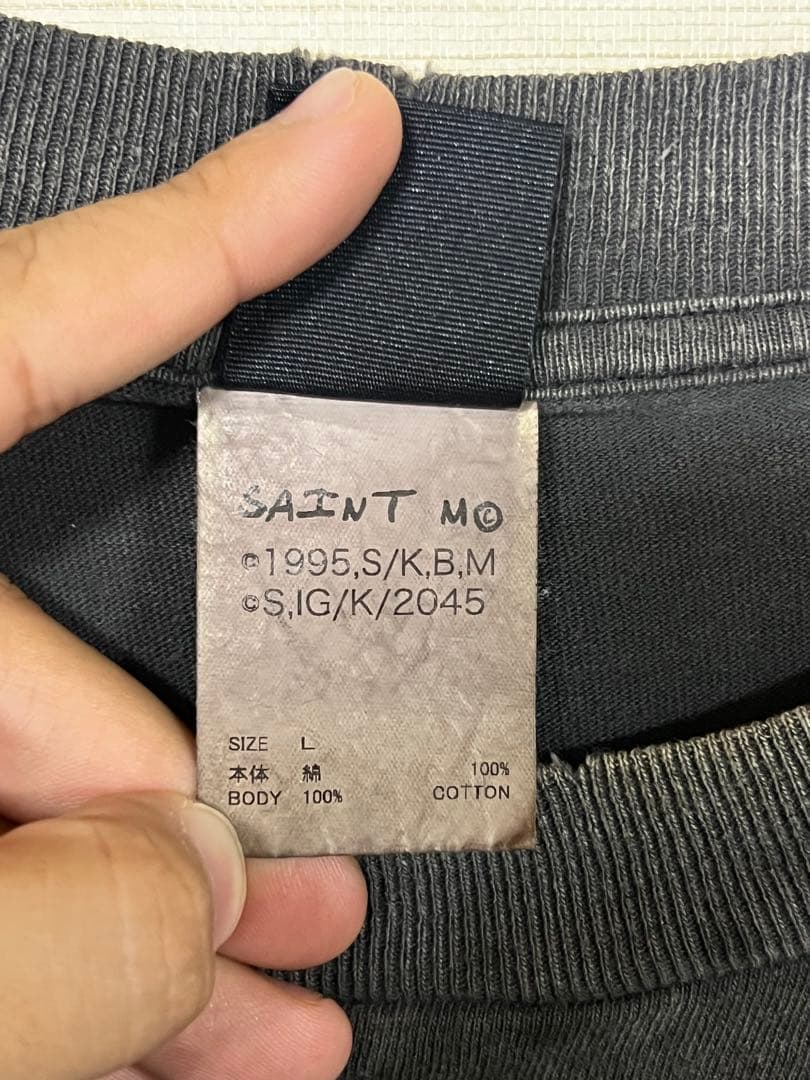 SAINT M©
©1995,S/K,B,M
©S,IG/K/2045
SIZE L
本体 綿 100%
BODY 100% COTTON